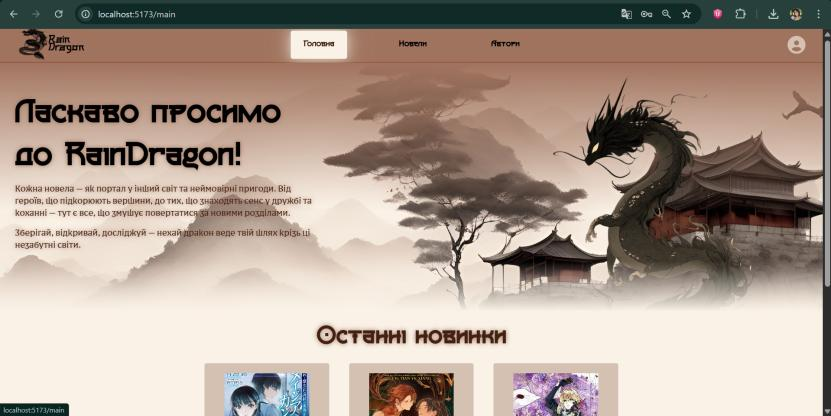 localhost:5173/main
Rain
Dragon
Головна
Новели
Автори
Ласкаво просимо
до RainDragon!
Кожна новела — як портал у інший світ та неймовірні пригоди. Від
героїв, що підкорюють вершини, до тих, що знаходять сенс у дружбі та
коханні — тут є все, що змушує повертатися за новими розділами.
Зберігай, відкривай, досліджуй — нехай дракон веде твій шлях крізь ці
незабутні світи.
Останні новинки
localhost:5173/main